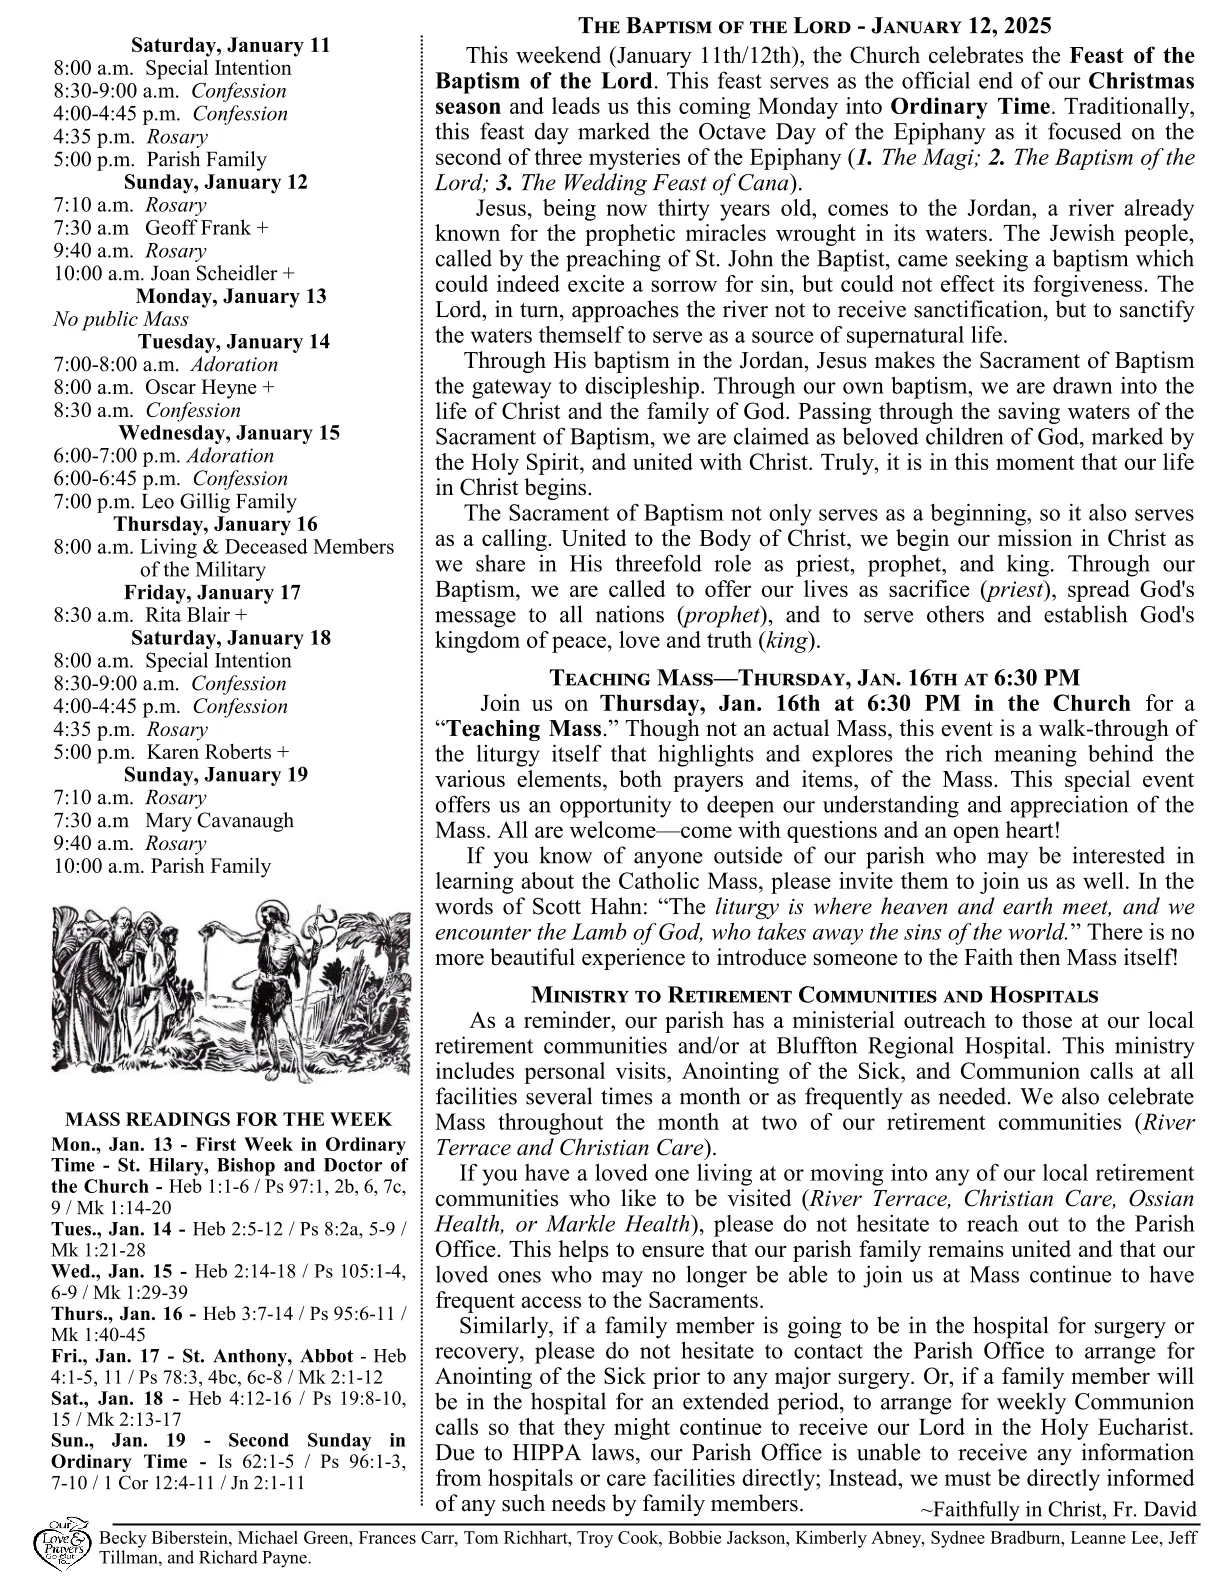 Saturday, January 11
8:00 a.m.  Special Intention
8:30-9:00 a.m.  Confession
4:00-4:45 p.m.  Confession
4:35 p.m.  Rosary
5:00 p.m.  Parish Family
Sunday, January 12
7:10 a.m.  Rosary
7:30 a.m   Geoff Frank +
9:40 a.m.  Rosary
10:00 a.m. Joan Scheidler +
Monday, January 13
No public Mass
Tuesday, January 14
7:00-8:00 a.m.  Adoration
8:00 a.m.  Oscar Heyne +
8:30 a.m.  Confession
Wednesday, January 15
6:00-7:00 p.m. Adoration
6:00-6:45 p.m.  Confession
7:00 p.m. Leo Gillig Family
Thursday, January 16
8:00 a.m. Living & Deceased Members
of the Military
Friday, January 17
8:30 a.m.  Rita Blair +
Saturday, January 18
8:00 a.m.  Special Intention
8:30-9:00 a.m.  Confession
4:00-4:45 p.m.  Confession
4:35 p.m.  Rosary
5:00 p.m.  Karen Roberts +
Sunday, January 19
7:10 a.m.  Rosary
7:30 a.m   Mary Cavanaugh
9:40 a.m.  Rosary
10:00 a.m. Parish Family
MASS READINGS FOR THE WEEK
Mon., Jan. 13 - First Week in Ordinary
Time - St. Hilary, Bishop and Doctor of
the Church - Heb 1:1-6 / Ps 97:1, 2b, 6, 7c,
9 / Mk 1:14-20
Tues., Jan. 14 - Heb 2:5-12 / Ps 8:2a, 5-9 /
Mk 1:21-28
Wed., Jan. 15 - Heb 2:14-18 / Ps 105:1-4,
6-9 / Mk 1:29-39
Thurs., Jan. 16 - Heb 3:7-14 / Ps 95:6-11 /
Mk 1:40-45
Fri., Jan. 17 - St. Anthony, Abbot - Heb
4:1-5, 11 / Ps 78:3, 4bc, 6c-8 / Mk 2:1-12
Sat., Jan. 18 - Heb 4:12-16 / Ps 19:8-10,
15 / Mk 2:13-17
Sun., Jan. 19 - Second Sunday in
Ordinary Time - Is 62:1-5 / Ps 96:1-3,
7-10 / 1 Cor 12:4-11 / Jn 2:1-11
The Baptism of the Lord - January 12, 2025
This weekend (January 11th/12th), the Church celebrates the Feast of the
Baptism of the Lord. This feast serves as the official end of our Christmas
season and leads us this coming Monday into Ordinary Time. Traditionally,
this feast day marked the Octave Day of the Epiphany as it focused on the
second of three mysteries of the Epiphany (1. The Magi; 2. The Baptism of the
Lord; 3. The Wedding Feast of Cana).
Jesus, being now thirty years old, comes to the Jordan, a river already
known for the prophetic miracles wrought in its waters. The Jewish people,
called by the preaching of St. John the Baptist, came seeking a baptism which
could indeed excite a sorrow for sin, but could not effect its forgiveness. The
Lord, in turn, approaches the river not to receive sanctification, but to sanctify
the waters themself to serve as a source of supernatural life.
Through His baptism in the Jordan, Jesus makes the Sacrament of Baptism
the gateway to discipleship. Through our own baptism, we are drawn into the
life of Christ and the family of God. Passing through the saving waters of the
Sacrament of Baptism, we are claimed as beloved children of God, marked by
the Holy Spirit, and united with Christ. Truly, it is in this moment that our life
in Christ begins.
The Sacrament of Baptism not only serves as a beginning, so it also serves
as a calling. United to the Body of Christ, we begin our mission in Christ as
we share in His threefold role as priest, prophet, and king. Through our
Baptism, we are called to offer our lives as sacrifice (priest), spread God's
message to all nations (prophet), and to serve others and establish God's
kingdom of peace, love and truth (king).
Teaching Mass—Thursday, Jan. 16th at 6:30 PM
Join us on Thursday, Jan. 16th at 6:30 PM in the Church for a
“Teaching Mass.” Though not an actual Mass, this event is a walk-through of
the liturgy itself that highlights and explores the rich meaning behind the
various elements, both prayers and items, of the Mass. This special event
offers us an opportunity to deepen our understanding and appreciation of the
Mass. All are welcome—come with questions and an open heart!
If you know of anyone outside of our parish who may be interested in
learning about the Catholic Mass, please invite them to join us as well. In the
words of Scott Hahn: “The liturgy is where heaven and earth meet, and we
encounter the Lamb of God, who takes away the sins of the world.” There is no
more beautiful experience to introduce someone to the Faith then Mass itself!
Ministry to Retirement Communities and Hospitals
As a reminder, our parish has a ministerial outreach to those at our local
retirement communities and/or at Bluffton Regional Hospital. This ministry
includes personal visits, Anointing of the Sick, and Communion calls at all
facilities several times a month or as frequently as needed. We also celebrate
Mass throughout the month at two of our retirement communities (River
Terrace and Christian Care).
If you have a loved one living at or moving into any of our local retirement
communities who like to be visited (River Terrace, Christian Care, Ossian
Health, or Markle Health), please do not hesitate to reach out to the Parish
Office. This helps to ensure that our parish family remains united and that our
loved ones who may no longer be able to join us at Mass continue to have
frequent access to the Sacraments.
Similarly, if a family member is going to be in the hospital for surgery or
recovery, please do not hesitate to contact the Parish Office to arrange for
Anointing of the Sick prior to any major surgery. Or, if a family member will
be in the hospital for an extended period, to arrange for weekly Communion
calls so that they might continue to receive our Lord in the Holy Eucharist.
Due to HIPPA laws, our Parish Office is unable to receive any information
from hospitals or care facilities directly; Instead, we must be directly informed
of any such needs by family members.
~Faithfully in Christ, Fr. David
Our
Love &
Prayers
Go Out
To...
Becky Biberstein, Michael Green, Frances Carr, Tom Richhart, Troy Cook, Bobbie Jackson, Kimberly Abney, Sydnee Bradburn, Leanne Lee, Jeff
Tillman, and Richard Payne.